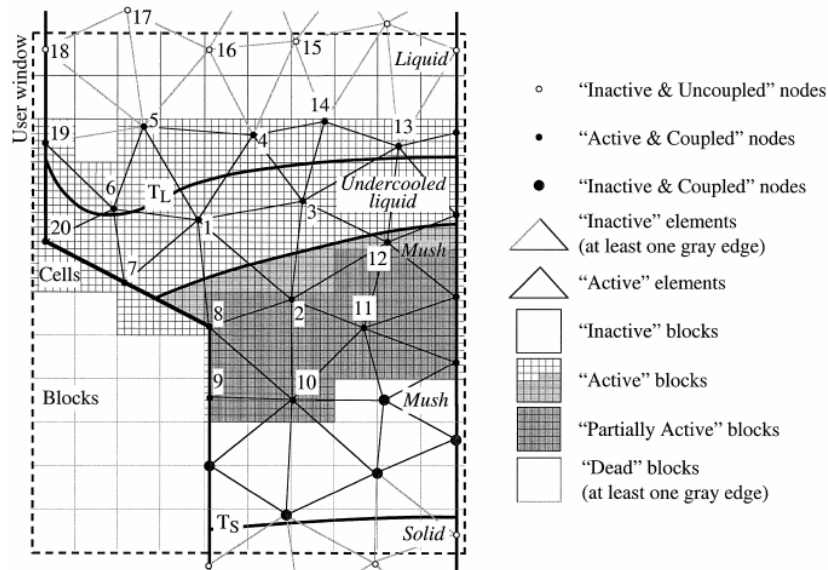 17
18
16
15
Liquid
User window
14
5
4
13
19
6
T_L
Undercooled
liquid
3
1
20
12
Mush
Cells
7
8
2
11
9
10
Blocks
Mush
T_S
Solid
“Inactive & Uncoupled” nodes
“Active & Coupled” nodes
“Inactive & Coupled” nodes
“Inactive” elements
(at least one gray edge)
“Active” elements
“Inactive” blocks
“Active” blocks
“Partially Active” blocks
“Dead” blocks
(at least one gray edge)